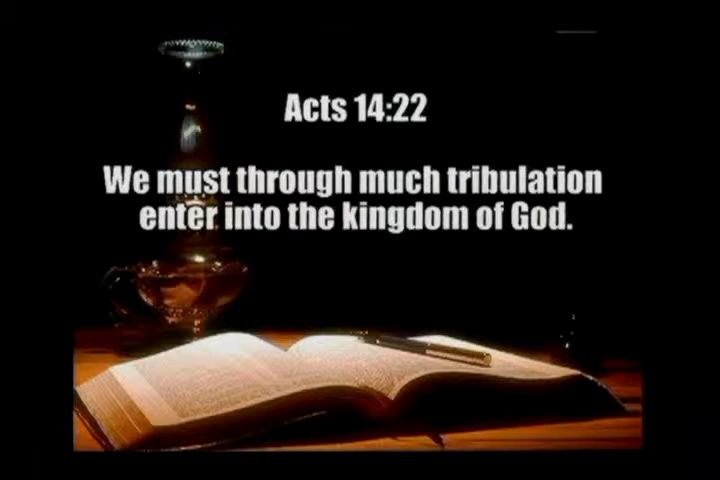 Acts 14:22
We must through much tribulation
enter into the kingdom of God.